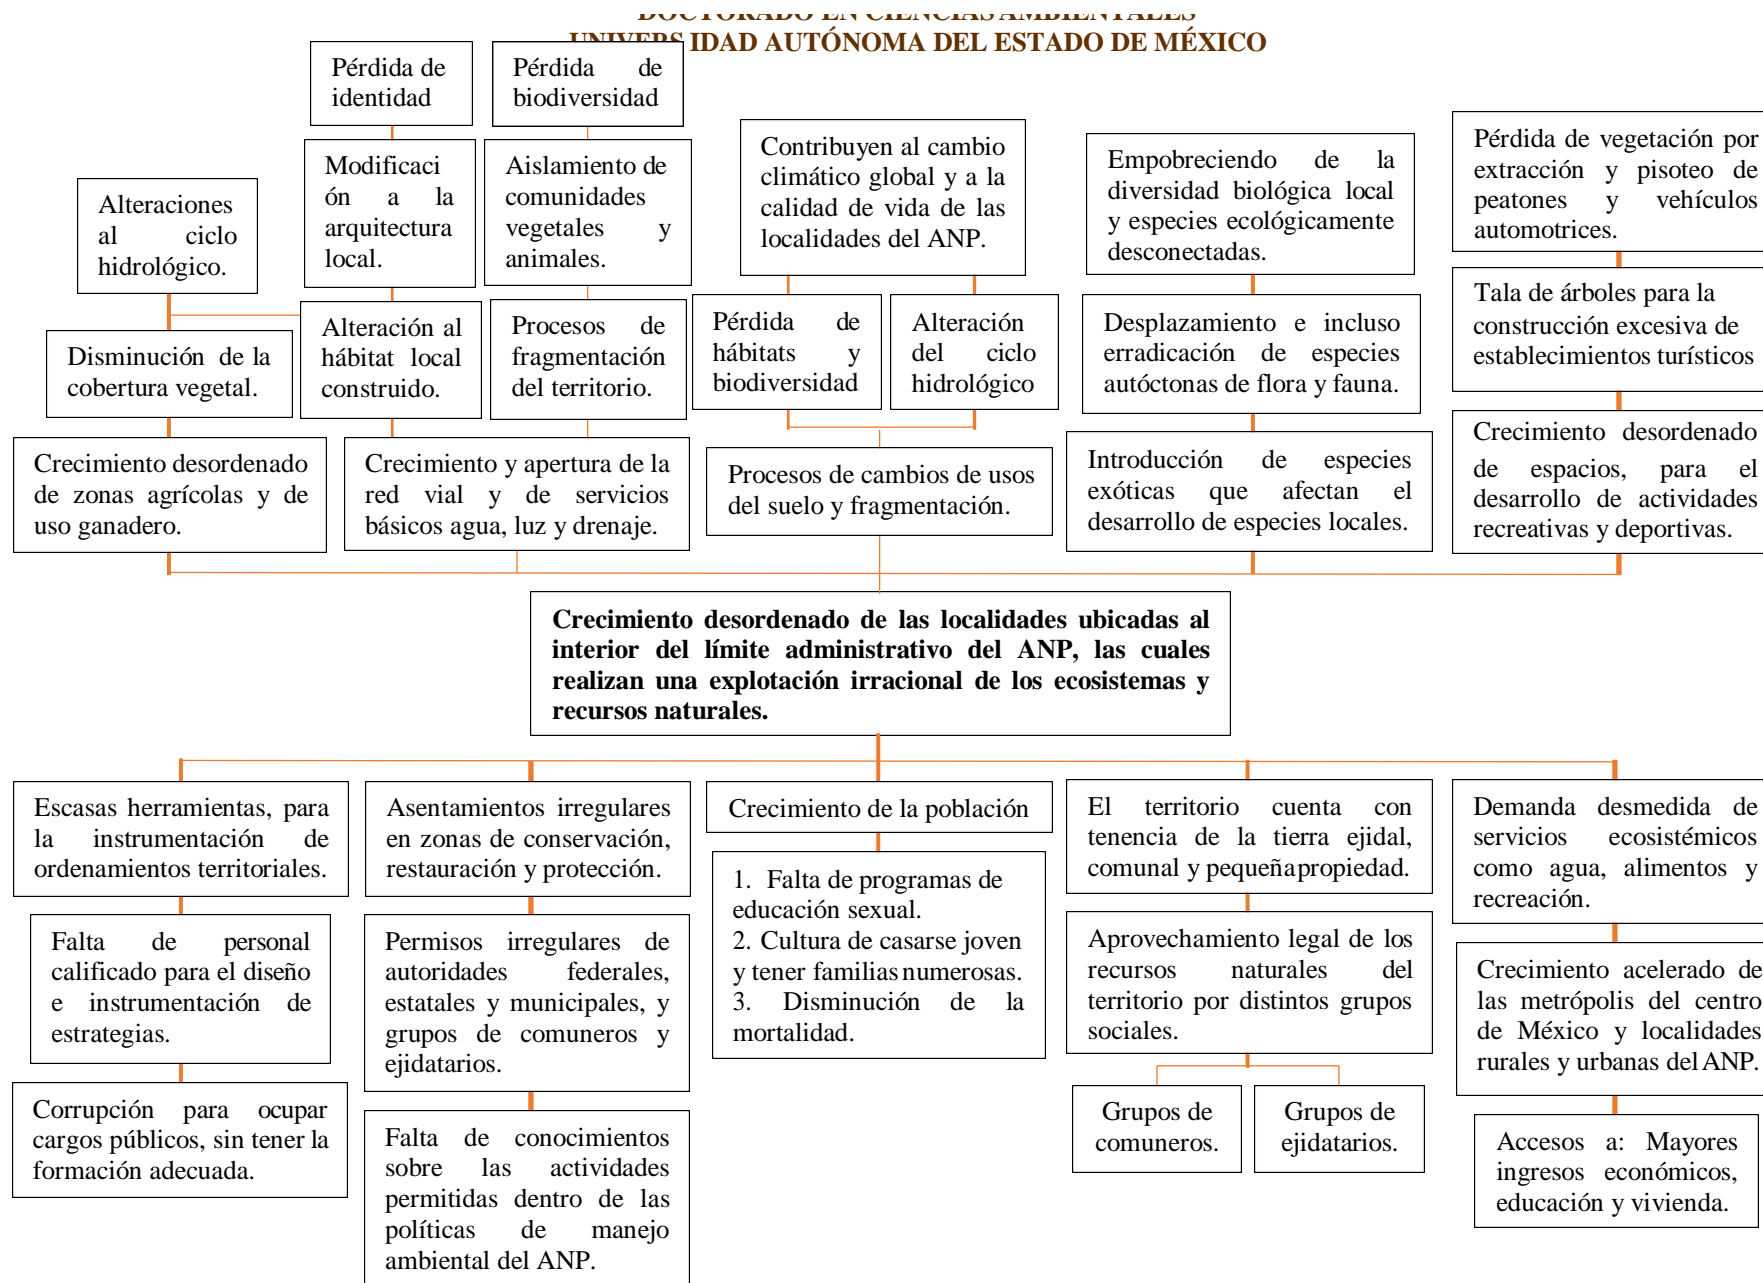 DOCTORADO EN CIENCIAS AMBIENTALES
UNIVERS IDAD AUTÓNOMA DEL ESTADO DE MÉXICO
Pérdida de
identidad
Pérdida de
biodiversidad
Alteraciones
al ciclo
hidrológico.
Modificaci
ón a la
arquitectura
local.
Aislamiento de
comunidades
vegetales y
animales.
Contribuyen al cambio
climático global y a la
calidad de vida de las
localidades del ANP.
Empobreciendo de la
diversidad biológica local
y especies ecológicamente
desconectadas.
Pérdida de vegetación por
extracción y pisoteo de
peatones y vehículos
automotrices.
Disminución de la
cobertura vegetal.
Alteración al
hábitat local
construido.
Procesos de
fragmentación
del territorio.
Pérdida de
hábitats y
biodiversidad
Alteración
del ciclo
hidrológico
Desplazamiento e incluso
erradicación de especies
autóctonas de flora y fauna.
Tala de árboles para la
construcción excesiva de
establecimientos turísticos
Crecimiento desordenado
de zonas agrícolas y de
uso ganadero.
Crecimiento y apertura de la
red vial y de servicios
básicos agua, luz y drenaje.
Procesos de cambios de usos
del suelo y fragmentación.
Introducción de especies
exóticas que afectan el
desarrollo de especies locales.
Crecimiento desordenado
de espacios, para el
desarrollo de actividades
recreativas y deportivas.
Crecimiento desordenado de las localidades ubicadas al
interior del límite administrativo del ANP, las cuales
realizan una explotación irracional de los ecosistemas y
recursos naturales.
Escasas herramientas, para
la instrumentación de
ordenamientos territoriales.
Asentamientos irregulares
en zonas de conservación,
restauración y protección.
Crecimiento de la población
El territorio cuenta con
tenencia de la tierra ejidal,
comunal y pequeña propiedad.
Demanda desmedida de
servicios ecosistémicos
como agua, alimentos y
recreación.
Falta de personal
calificado para el diseño
e instrumentación de
estrategias.
Permisos irregulares de
autoridades federales,
estatales y municipales, y
grupos de comuneros y
ejidatarios.
1. Falta de programas de
educación sexual.
2. Cultura de casarse joven
y tener familias numerosas.
3. Disminución de la
mortalidad.
Aprovechamiento legal de los
recursos naturales del
territorio por distintos grupos
sociales.
Crecimiento acelerado de
las metrópolis del centro
de México y localidades
rurales y urbanas del ANP.
Corrupción para ocupar
cargos públicos, sin tener la
formación adecuada.
Falta de conocimientos
sobre las actividades
permitidas dentro de las
políticas de manejo
ambiental del ANP.
Grupos de
comuneros.
Grupos de
ejidatarios.
Accesos a: Mayores
ingresos económicos,
educación y vivienda.